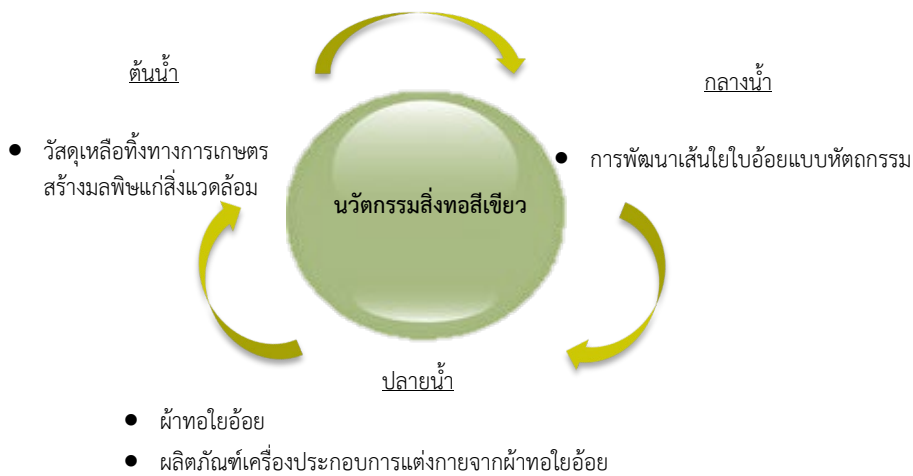 ต้นน้ำ
● วัสดุเหลือทิ้งทางการเกษตร
สร้างมลพิษแก่สิ่งแวดล้อม
นวัตกรรมสิ่งทอสีเขียว
กลางน้ำ
● การพัฒนาเส้นใยใบอ้อยแบบหัตถกรรม
ปลายน้ำ
● ผ้าทอใยอ้อย
● ผลิตภัณฑ์เครื่องประกอบการแต่งกายจากผ้าทอใยอ้อย